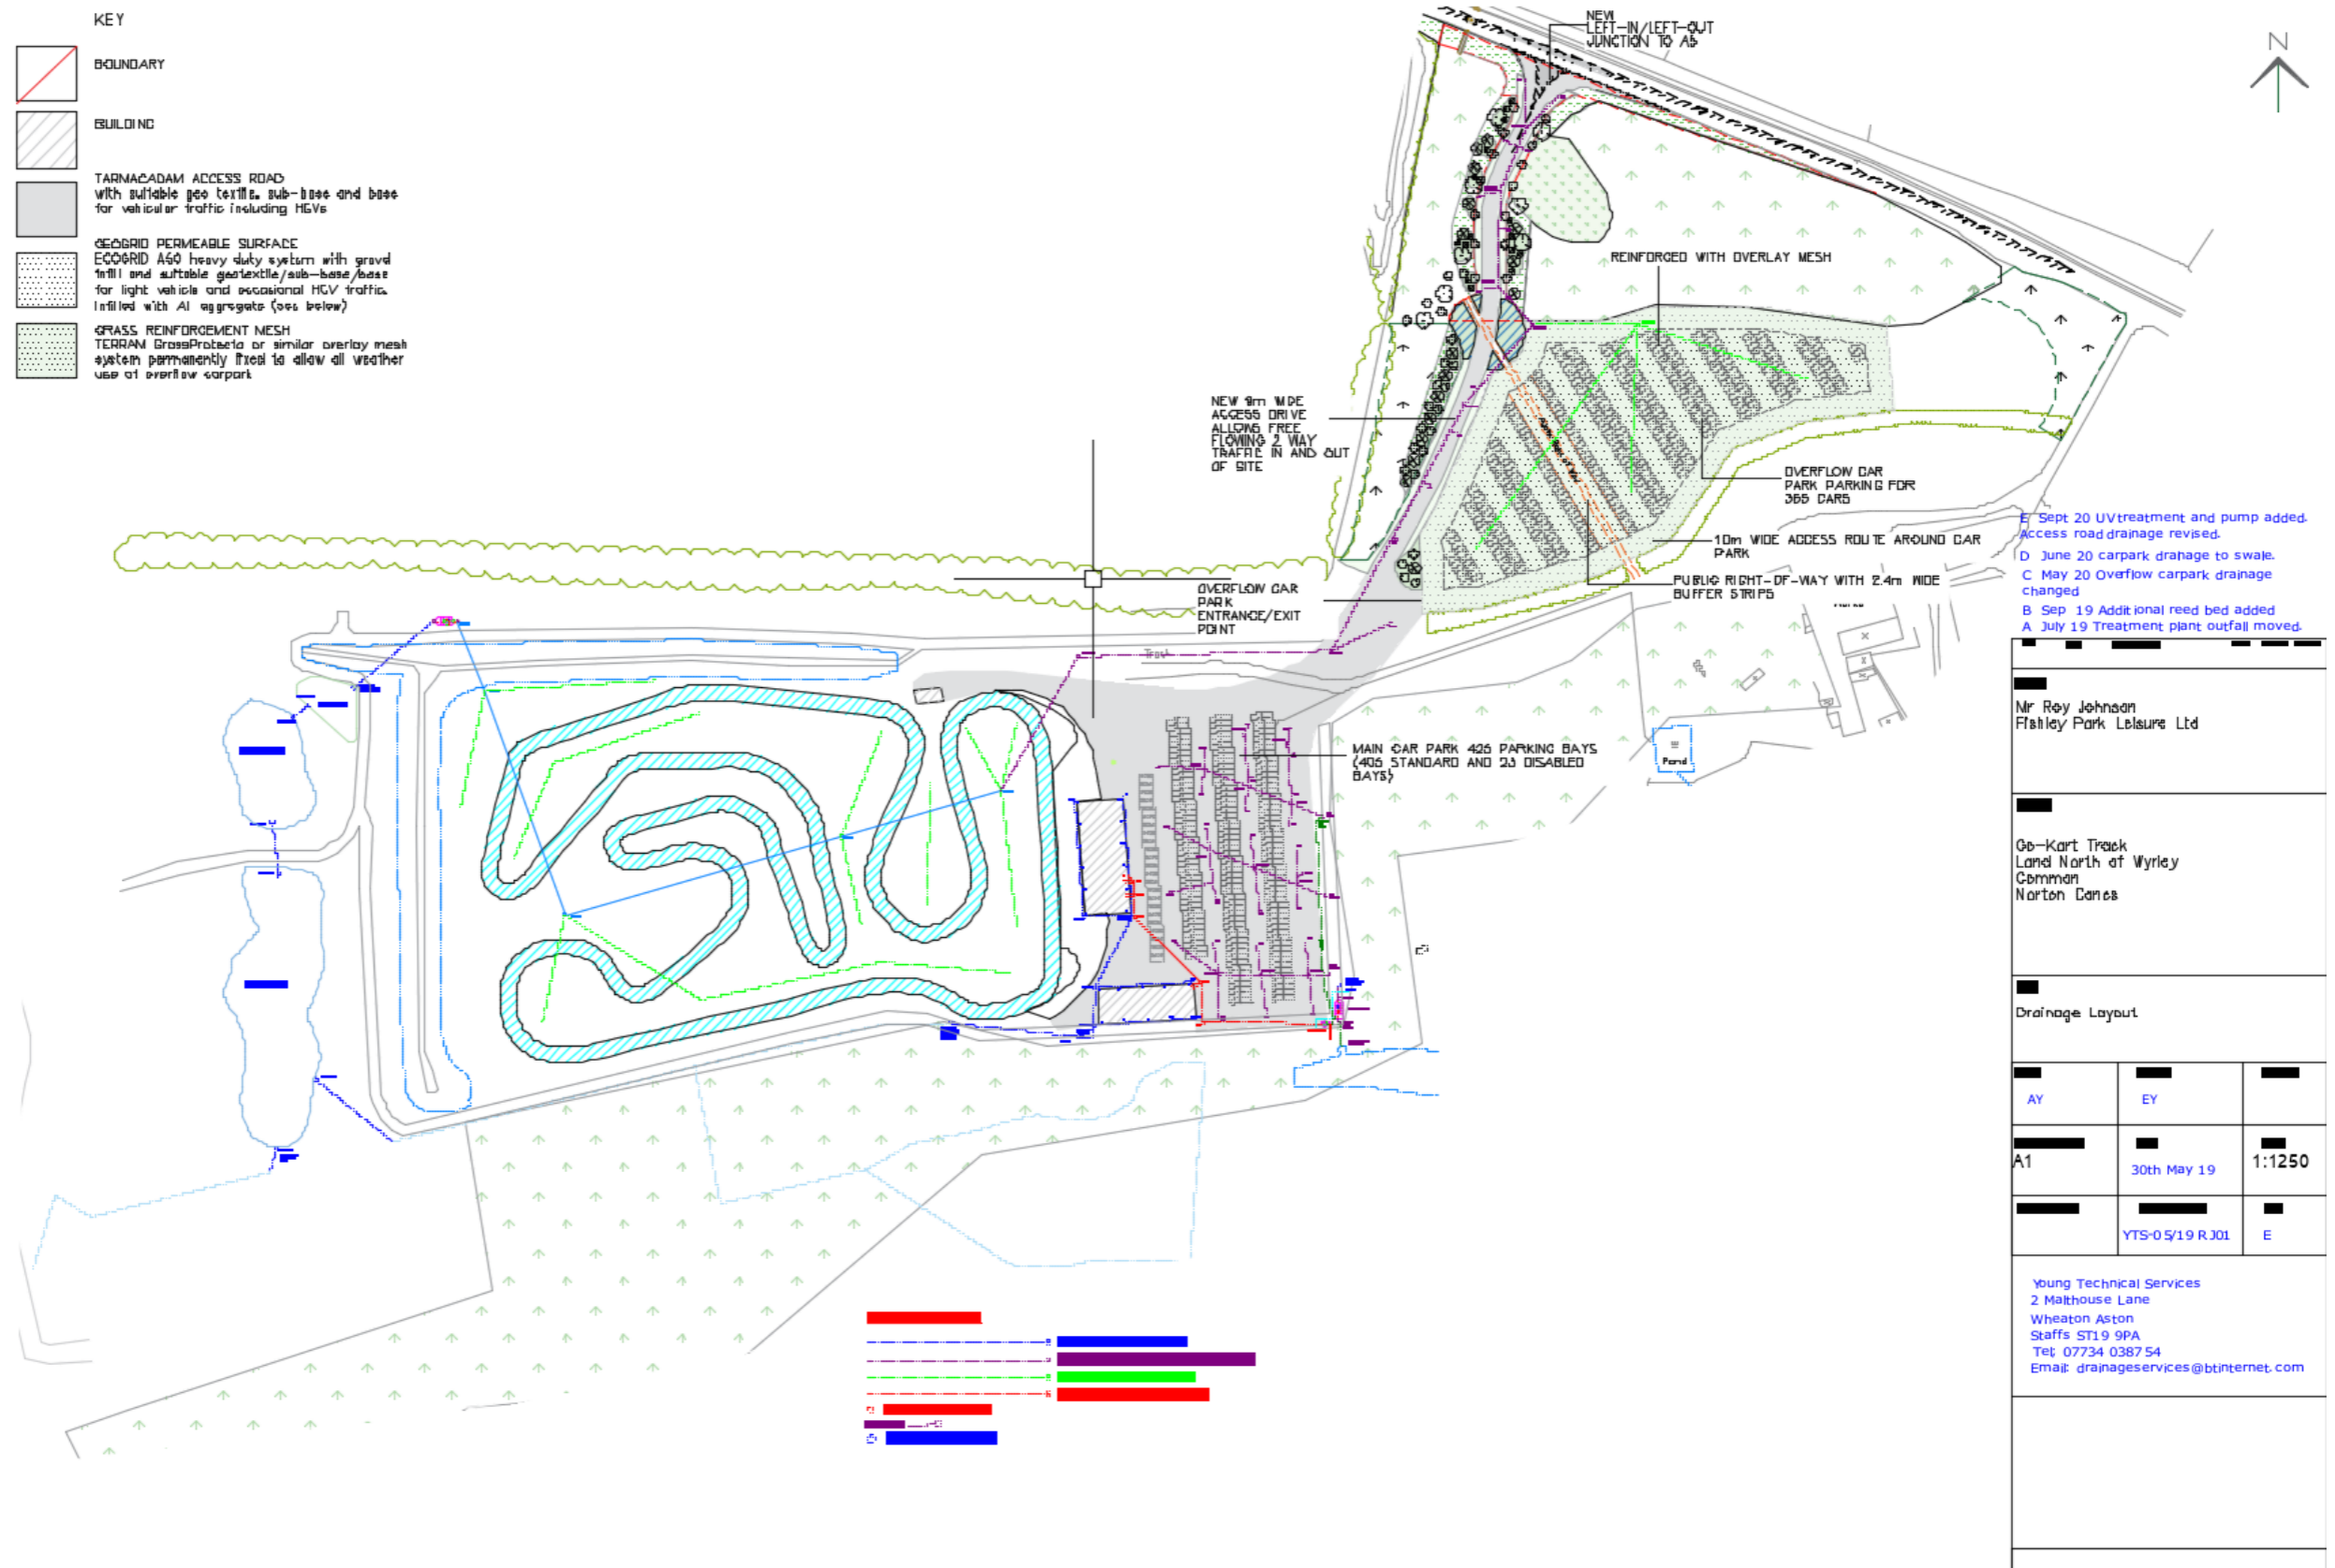 KEY
BOUNDARY
BUILDING
TARMACADAM ACCESS ROAD
with suitable geo textile, sub-base and base
for vehicular traffic including HGVs
GEOGRID PERMEABLE SURFACE
ECOGRID A50 heavy duty system with gravel
infill and suitable geotextile/sub-base/base
for light vehicle and occasional HGV traffic.
Infilled with AI aggregate (see below)
GRASS REINFORCEMENT MESH
TERRAM GrassProtecta or similar overlay mesh
system permanently fixed to allow all weather
use of overflow carpark
NEW
LEFT-IN/LEFT-OUT
JUNCTION TO A5
N
REINFORCED WITH OVERLAY MESH
NEW 9m WIDE
ACCESS DRIVE
ALLOWS FREE
FLOWING 2 WAY
TRAFFIC IN AND OUT
OF SITE
OVERFLOW CAR
PARK PARKING FOR
365 CARS
10m WIDE ACCESS ROUTE AROUND CAR
PARK
PUBLIC RIGHT-OF-WAY WITH 2.4m WIDE
BUFFER STRIPS
OVERFLOW CAR
PARK
ENTRANCE/EXIT
POINT
Track
MAIN CAR PARK 426 PARKING BAYS
(406 STANDARD AND 23 DISABLED
BAYS)
Pond
E Sept 20 UV treatment and pump added.
Access road drainage revised.
D June 20 carpark drainage to swale.
C May 20 Overflow carpark drainage
changed
B Sep 19 Additional reed bed added
A July 19 Treatment plant outfall moved.
Mr Roy Johnson
Fishley Park Leisure Ltd
Go-Kart Track
Land North of Wyrley
Common
Norton Canes
Drainage Layout
AY
EY
A1
30th May 19
1:1250
YTS-05/19 RJ01
E
Young Technical Services
2 Malthouse Lane
Wheaton Aston
Staffs ST19 9PA
Tel: 07734 038754
Email: drainageservices@btinternet.com